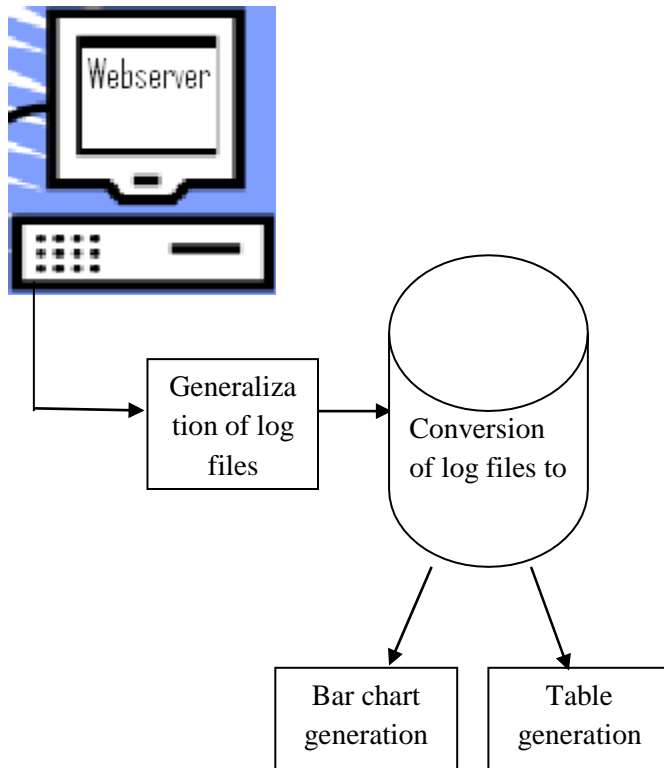 Webserver
Generaliza
tion of log
files
Conversion
of log files to
Bar chart
generation
Table
generation